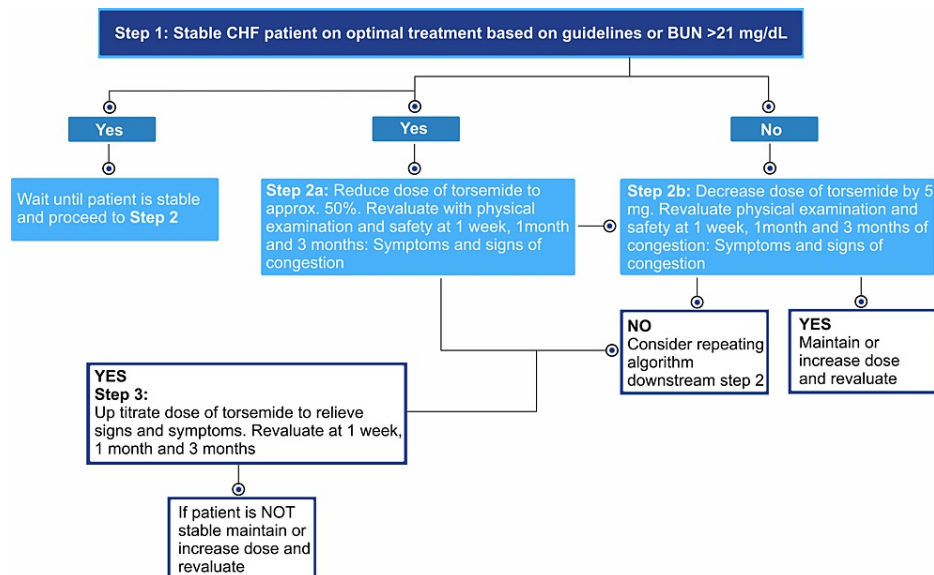 Step 1: Stable CHF patient on optimal treatment based on guidelines or BUN >21 mg/dL
Yes
Yes
No
Wait until patient is stable
and proceed to Step 2
Step 2a: Reduce dose of torsemide to
approx. 50%. Revaluate with physical
examination and safety at 1 week, 1month
and 3 months: Symptoms and signs of
congestion
Step 2b: Decrease dose of torsemide by 5
mg. Revaluate physical examination and
safety at 1 week, 1month and 3 months of
congestion: Symptoms and signs of
congestion
NO
Consider repeating
algorithm
downstream step 2
YES
Maintain or
increase dose
and revaluate
YES
Step 3:
Up titrate dose of torsemide to relieve
signs and symptoms. Revaluate at 1 week,
1 month and 3 months
If patient is NOT
stable maintain or
increase dose and
revaluate